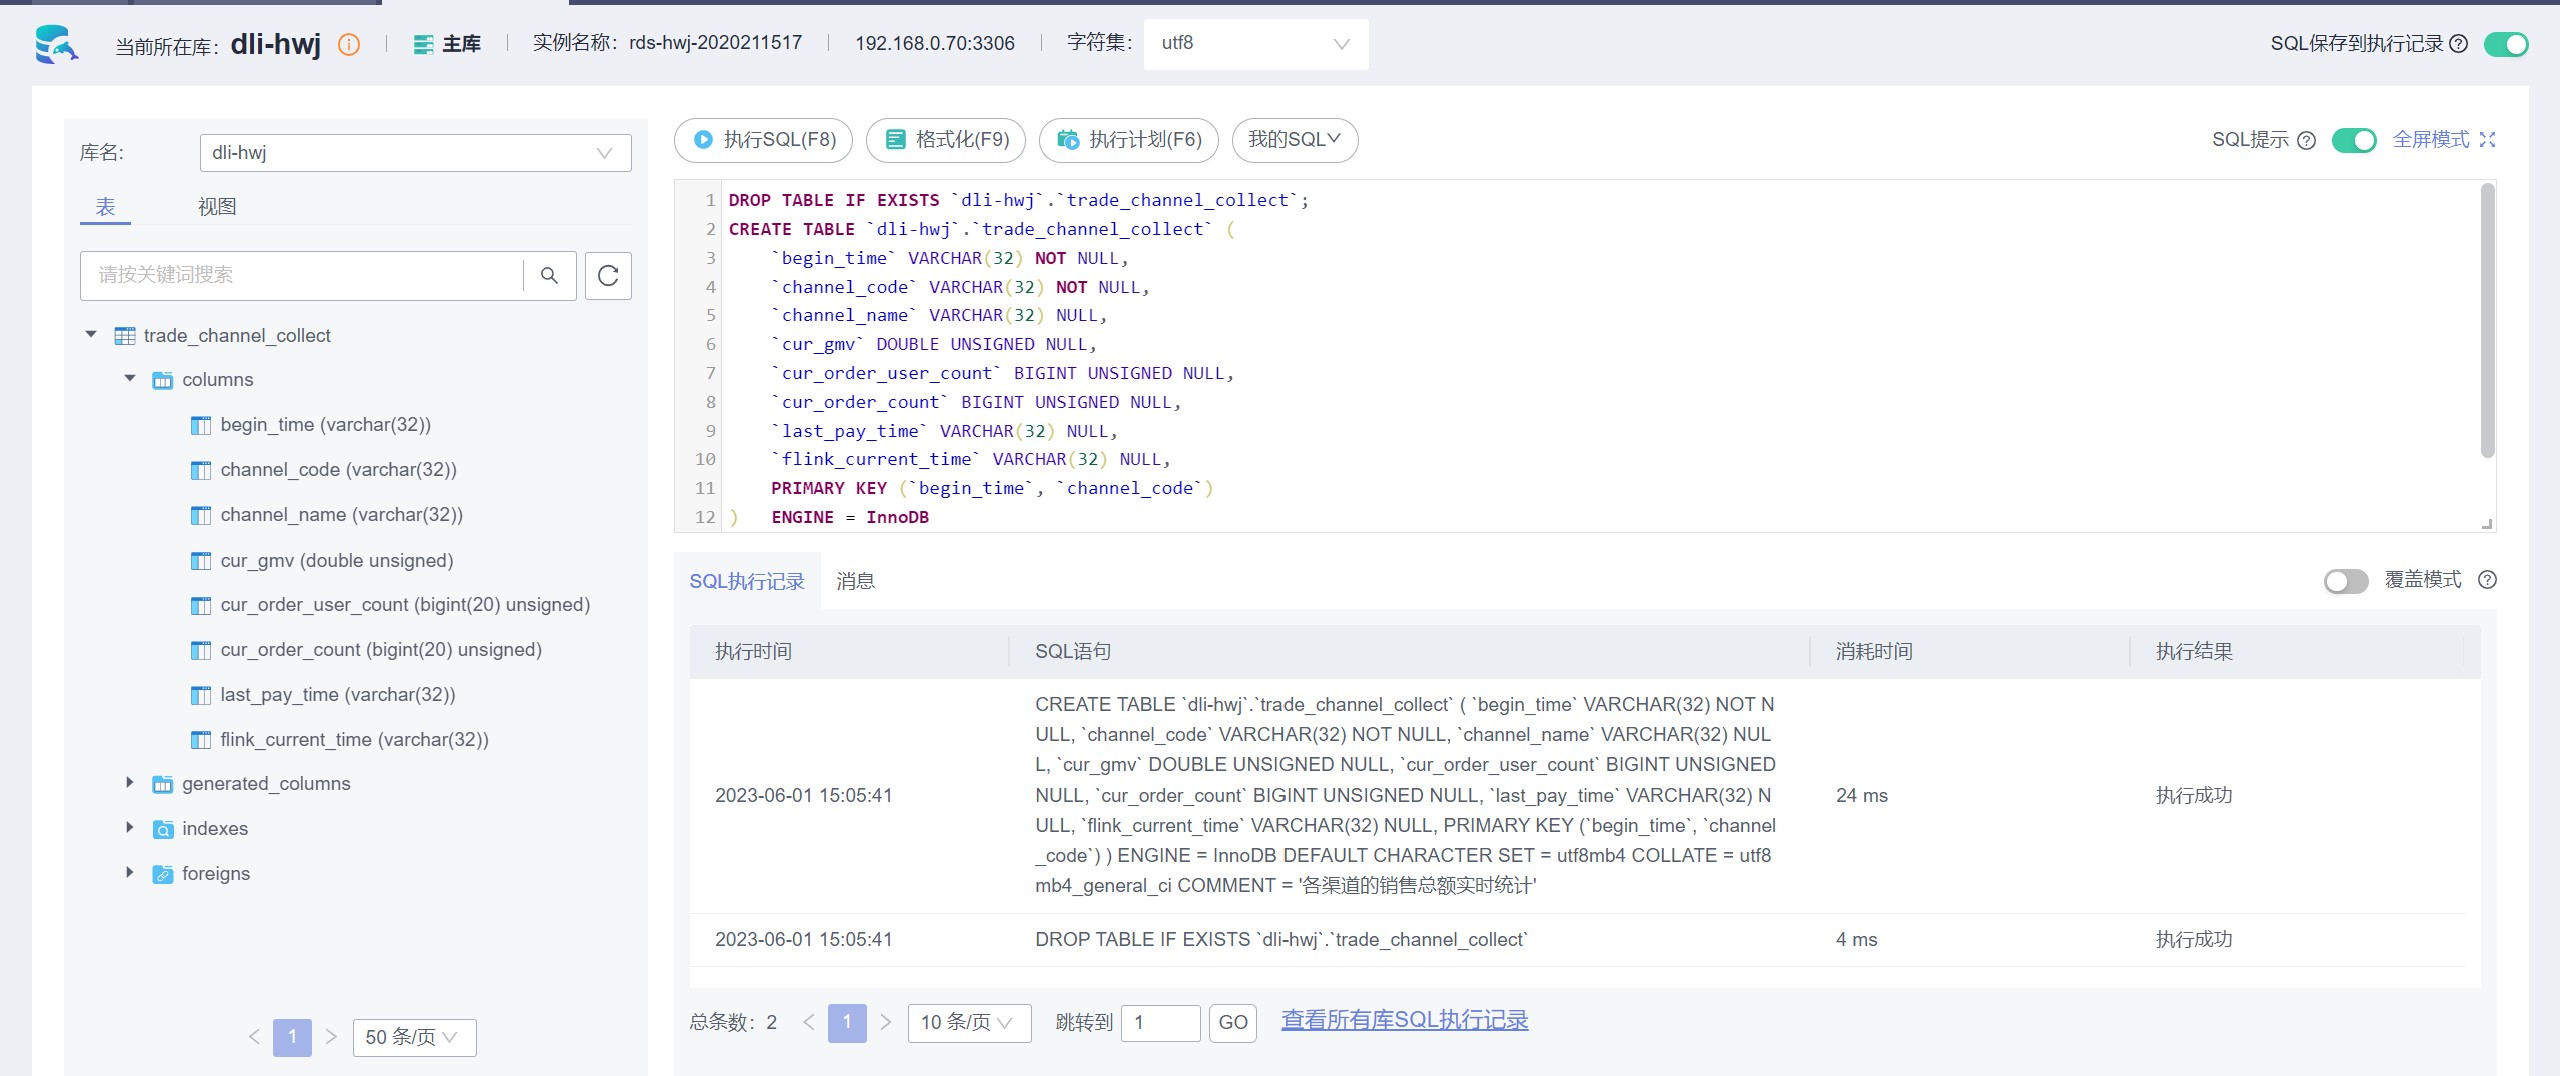 当前所在库: dli-hwj
主库
实例名称: rds-hwj-2020211517
192.168.0.70:3306
字符集: utf8
SQL保存到执行记录
库名: dli-hwj
表 视图
请按关键词搜索
trade_channel_collect
columns
begin_time (varchar(32))
channel_code (varchar(32))
channel_name (varchar(32))
cur_gmv (double unsigned)
cur_order_user_count (bigint(20) unsigned)
cur_order_count (bigint(20) unsigned)
last_pay_time (varchar(32))
flink_current_time (varchar(32))
generated_columns
indexes
foreigns
1 50 条/页
执行SQL(F8) 格式化(F9) 执行计划(F6) 我的SQL
SQL提示 全屏模式
1 DROP TABLE IF EXISTS `dli-hwj`.`trade_channel_collect`;
2 CREATE TABLE `dli-hwj`.`trade_channel_collect` (
3 `begin_time` VARCHAR(32) NOT NULL,
4 `channel_code` VARCHAR(32) NOT NULL,
5 `channel_name` VARCHAR(32) NULL,
6 `cur_gmv` DOUBLE UNSIGNED NULL,
7 `cur_order_user_count` BIGINT UNSIGNED NULL,
8 `cur_order_count` BIGINT UNSIGNED NULL,
9 `last_pay_time` VARCHAR(32) NULL,
10 `flink_current_time` VARCHAR(32) NULL,
11 PRIMARY KEY (`begin_time`, `channel_code`)
12 ) ENGINE = InnoDB
SQL执行记录 消息
覆盖模式
执行时间 SQL语句 消耗时间 执行结果
CREATE TABLE `dli-hwj`.`trade_channel_collect` ( `begin_time` VARCHAR(32) NOT N
ULL, `channel_code` VARCHAR(32) NOT NULL, `channel_name` VARCHAR(32) NUL
L, `cur_gmv` DOUBLE UNSIGNED NULL, `cur_order_user_count` BIGINT UNSIGNED
2023-06-01 15:05:41 NULL, `cur_order_count` BIGINT UNSIGNED NULL, `last_pay_time` VARCHAR(32) N 24 ms 执行成功
ULL, `flink_current_time` VARCHAR(32) NULL, PRIMARY KEY (`begin_time`, `channel
_code`) ) ENGINE = InnoDB DEFAULT CHARACTER SET = utf8mb4 COLLATE = utf8
mb4_general_ci COMMENT = '各渠道的销售总额实时统计'
2023-06-01 15:05:41 DROP TABLE IF EXISTS `dli-hwj`.`trade_channel_collect` 4 ms 执行成功
总条数: 2 1 10 条/页 跳转到 1 GO 查看所有库SQL执行记录